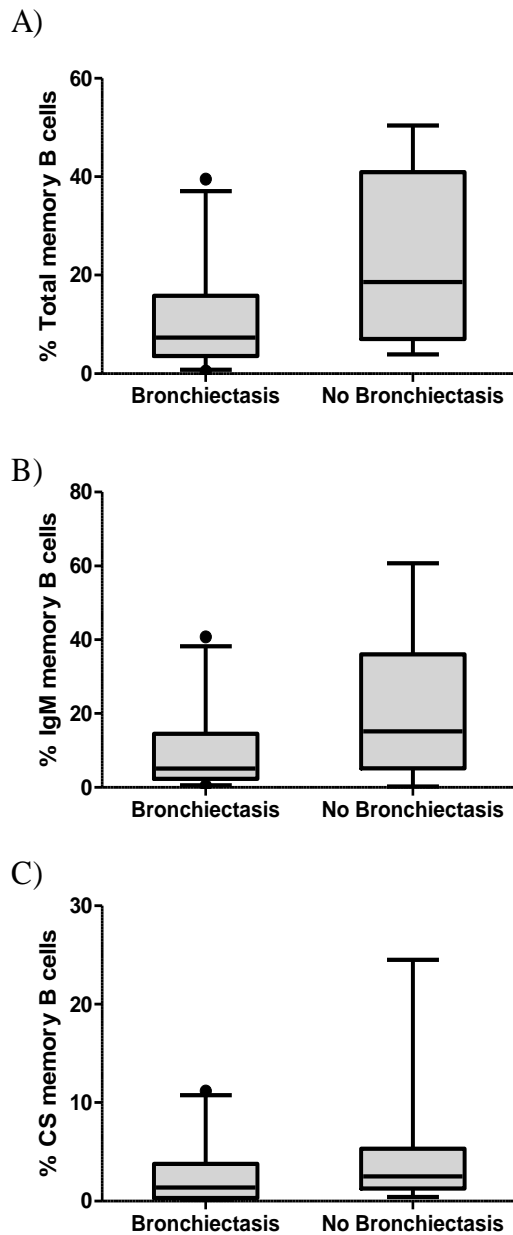 A)
% Total memory B cells
60
40
20
0
Bronchiectasis No Bronchiectasis
B)
% IgM memory B cells
80
60
40
20
0
Bronchiectasis No Bronchiectasis
C)
% CS memory B cells
30
20
10
0
Bronchiectasis No Bronchiectasis